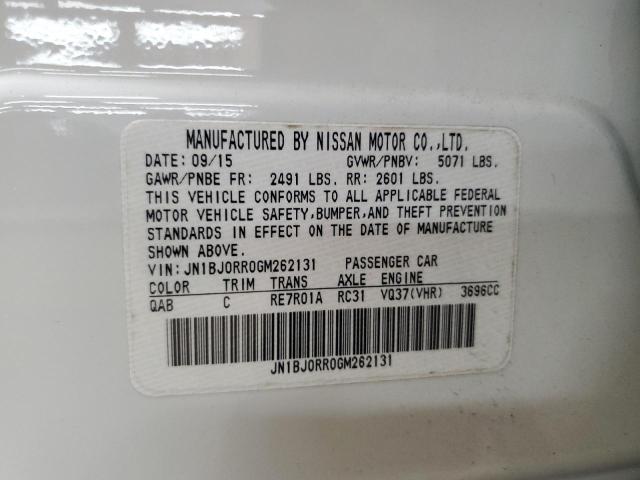 MANUFACTURED BY NISSAN MOTOR CO.,LTD.
DATE: 09/15 GVWR/PNBV: 5071 LBS.
GAWR/PNBE FR: 2491 LBS. RR: 2601 LBS.
THIS VEHICLE CONFORMS TO ALL APPLICABLE FEDERAL
MOTOR VEHICLE SAFETY,BUMPER,AND THEFT PREVENTION
STANDARDS IN EFFECT ON THE DATE OF MANUFACTURE
SHOWN ABOVE.
VIN: JN1BJ0RR0GM262131 PASSENGER CAR
COLOR TRIM TRANS AXLE ENGINE
QAB C RE7R01A RC31 VQ37(VHR) 3696CC
JN1BJ0RR0GM262131